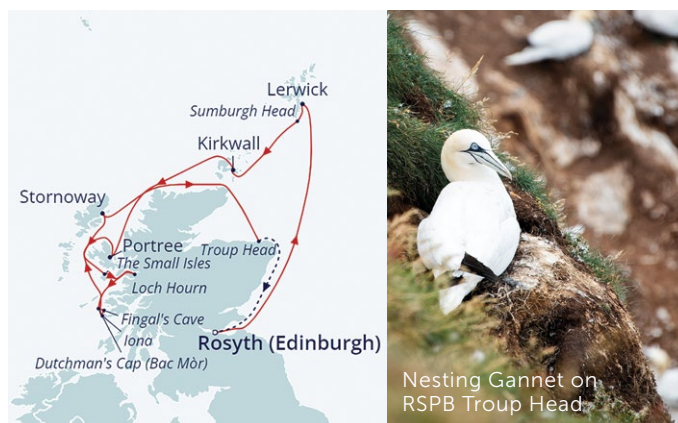 Lerwick
Sumburgh Head
Kirkwall
Stornoway
Portree
Troup Head
The Small Isles
Loch Hourn
Fingal's Cave
Rosyth (Edinburgh)
Iona
Dutchman's Cap (Bac Mòr)
Nesting Gannet on
RSPB Troup Head